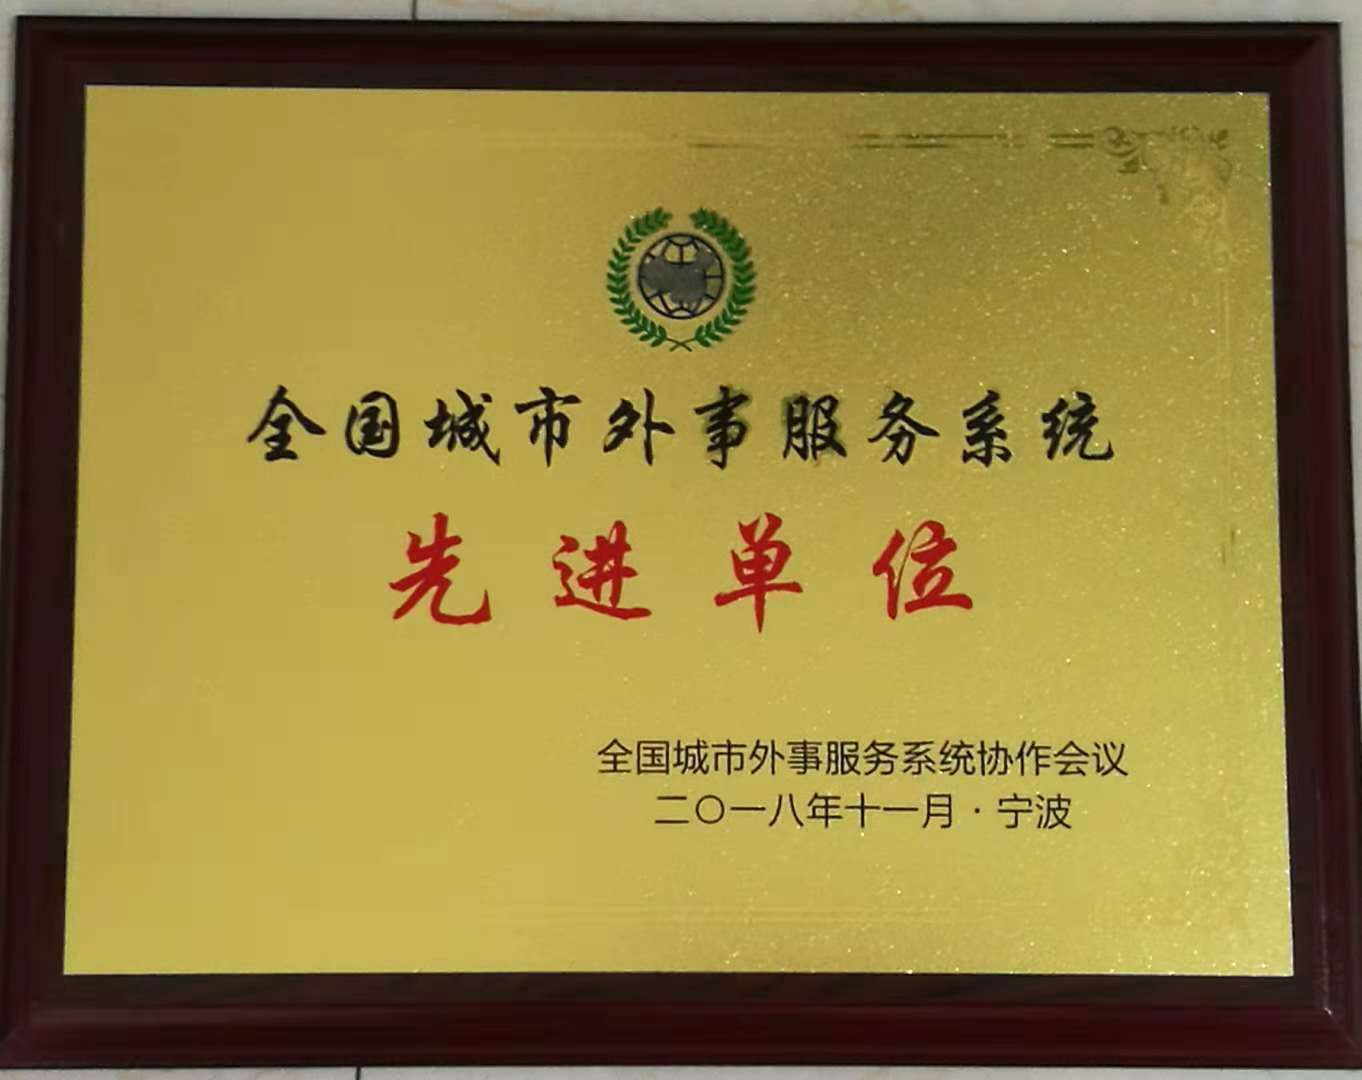 全国城市外事服务系统
先进单位
全国城市外事服务系统协作会议
二〇一八年十一月·宁波